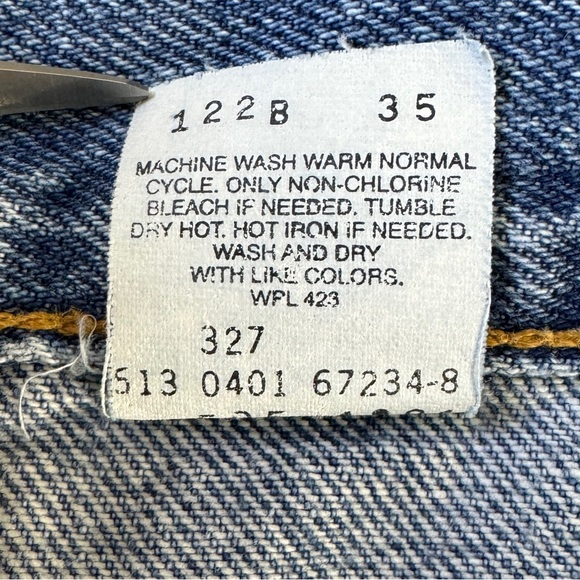 1228 35
MACHINE WASH WARM NORMAL
CYCLE. ONLY NON-CHLORINE
BLEACH IF NEEDED. TUMBLE
DRY HOT. HOT IRON IF NEEDED.
WASH AND DRY
WITH LIKE COLORS.
WPL 423
327
513 0401 67234-8